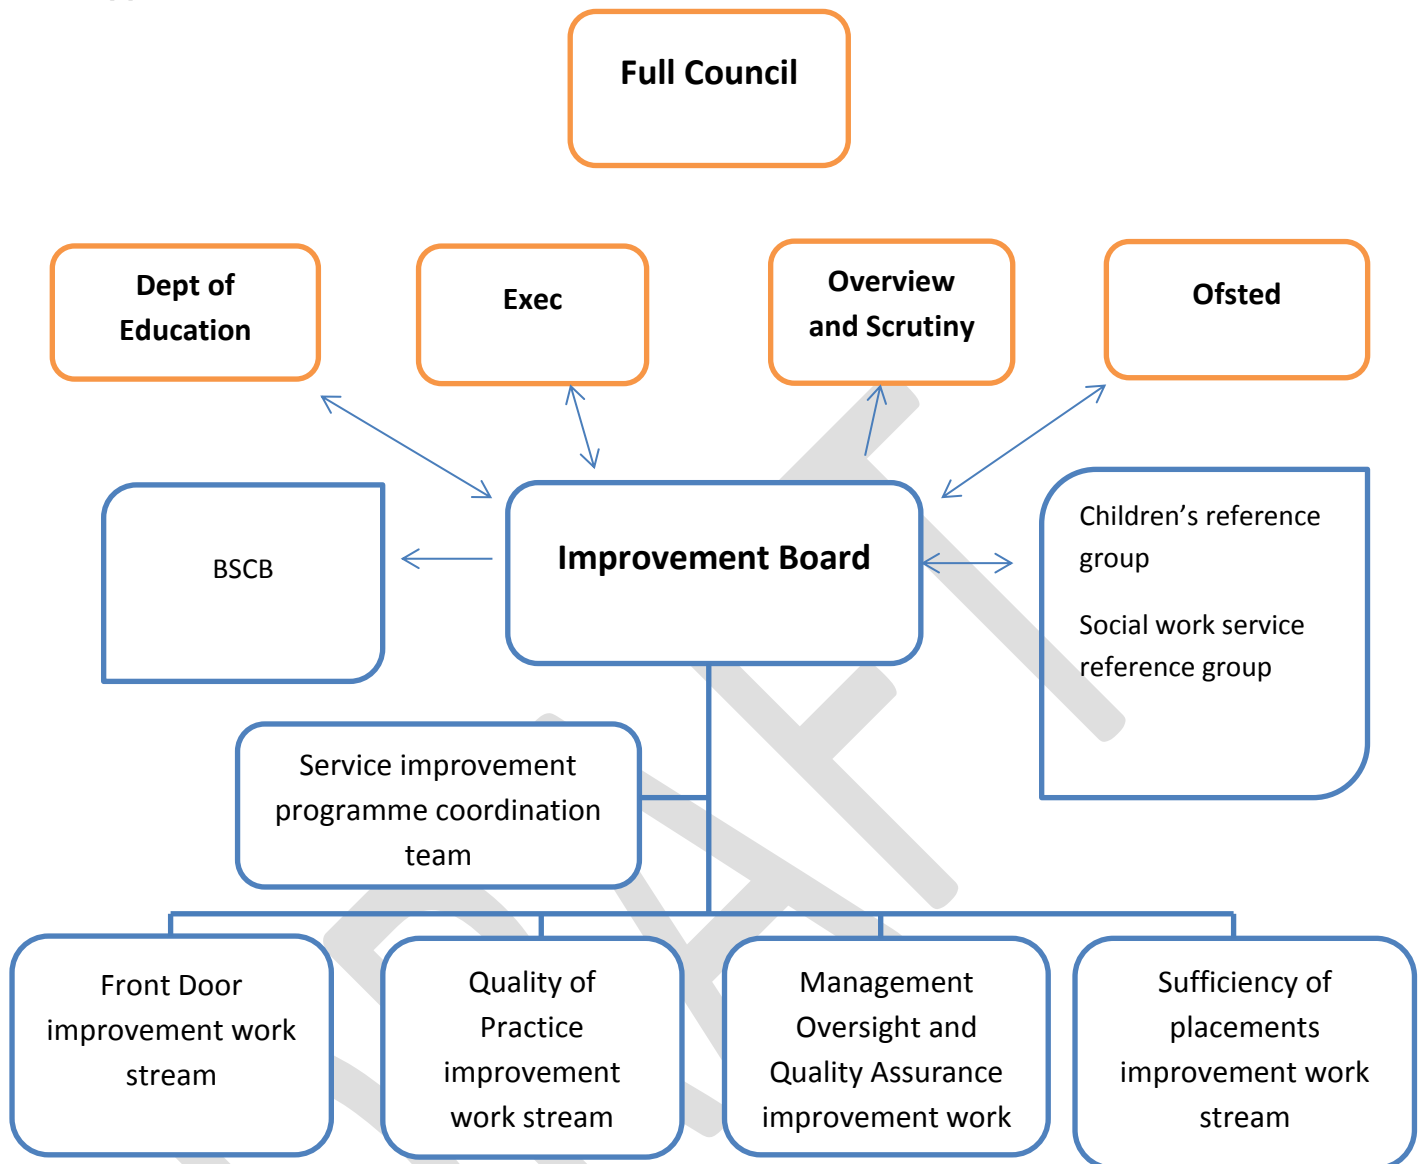 Full Council
Dept of
Education
Exec
Overview
and Scrutiny
Ofsted
BSCB
Improvement Board
Children’s reference
group
Social work service
reference group
Service improvement
programme coordination
team
Front Door
improvement work
stream
Quality of
Practice
improvement
work stream
Management
Oversight and
Quality Assurance
improvement work
Sufficiency of
placements
improvement work
stream
DRAFT